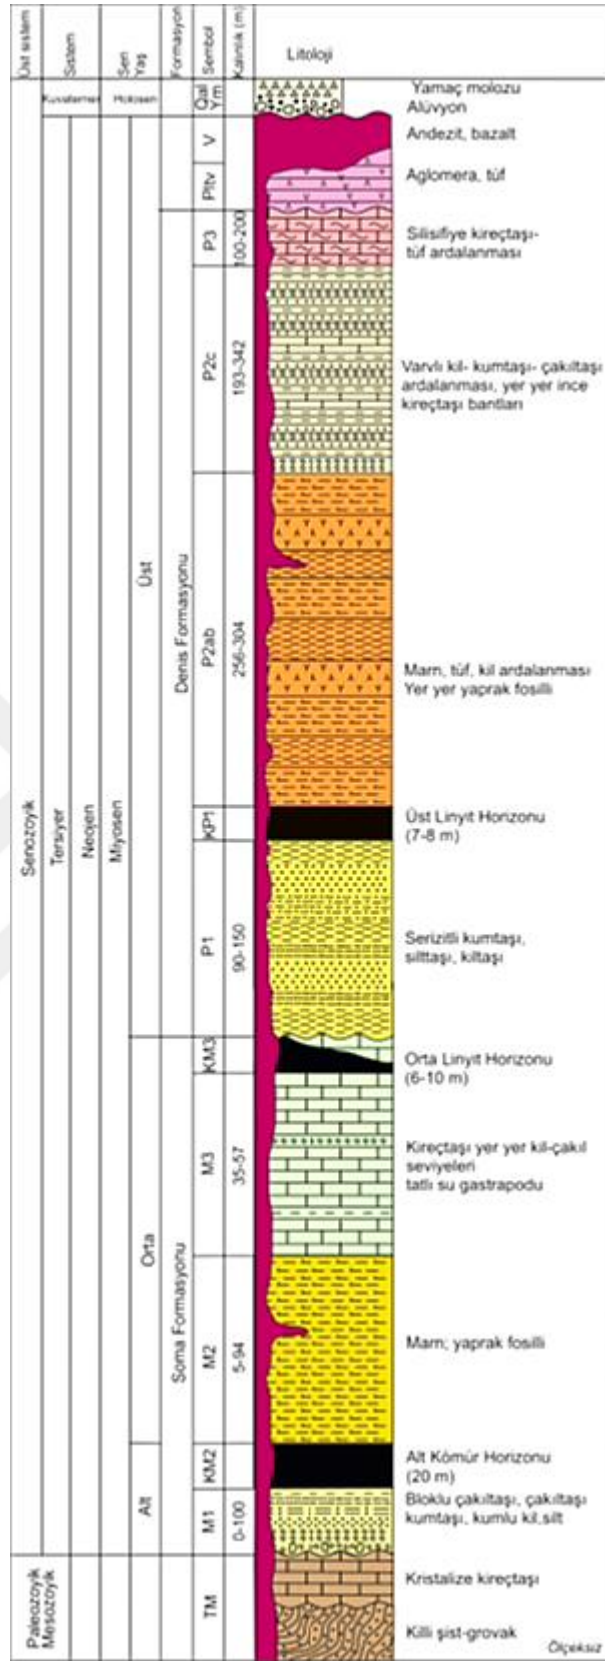 Üst sistem
Sistem
Seri
Yaş
Formasyon
Sembol
Kalınlık (m)
Litoloji
Kuvaterner
Holosen
Qal
Ym
Yamaç molozu
Alüvyon
V
Andezit, bazalt
Pltv
Aglomera, tüf
P3
100-200
Silisifiye kireçtaşı-
tüf ardalanması
P2c
193-342
Varvlı kil- kumtaşı- çakıltaşı
ardalanması, yer yer ince
kireçtaşı bantları
Senozoyik
Tersiyer
Neojen
Miyosen
Üst
Denis Formasyonu
P2ab
256-304
Marn, tüf, kil ardalanması
Yer yer yaprak fosilli
KP1
Üst Linyit Horizonu
(7-8 m)
P1
90-150
Serizitli kumtaşı,
silttaşı, kiltaşı
KM3
Orta Linyit Horizonu
(6-10 m)
Orta
Soma Formasyonu
M3
35-57
Kireçtaşı yer yer kil-çakıl
seviyeleri
tatlı su gastrapodu
M2
5-94
Marn; yaprak fosilli
Alt
KM2
Alt Kömür Horizonu
(20 m)
M1
0-100
Bloklu çakıltaşı, çakıltaşı
kumtaşı, kumlu kil,silt
Paleozoyik
Mesozoyik
TM
Kristalize kireçtaşı
Killi şist-grovak
Ölçeksiz